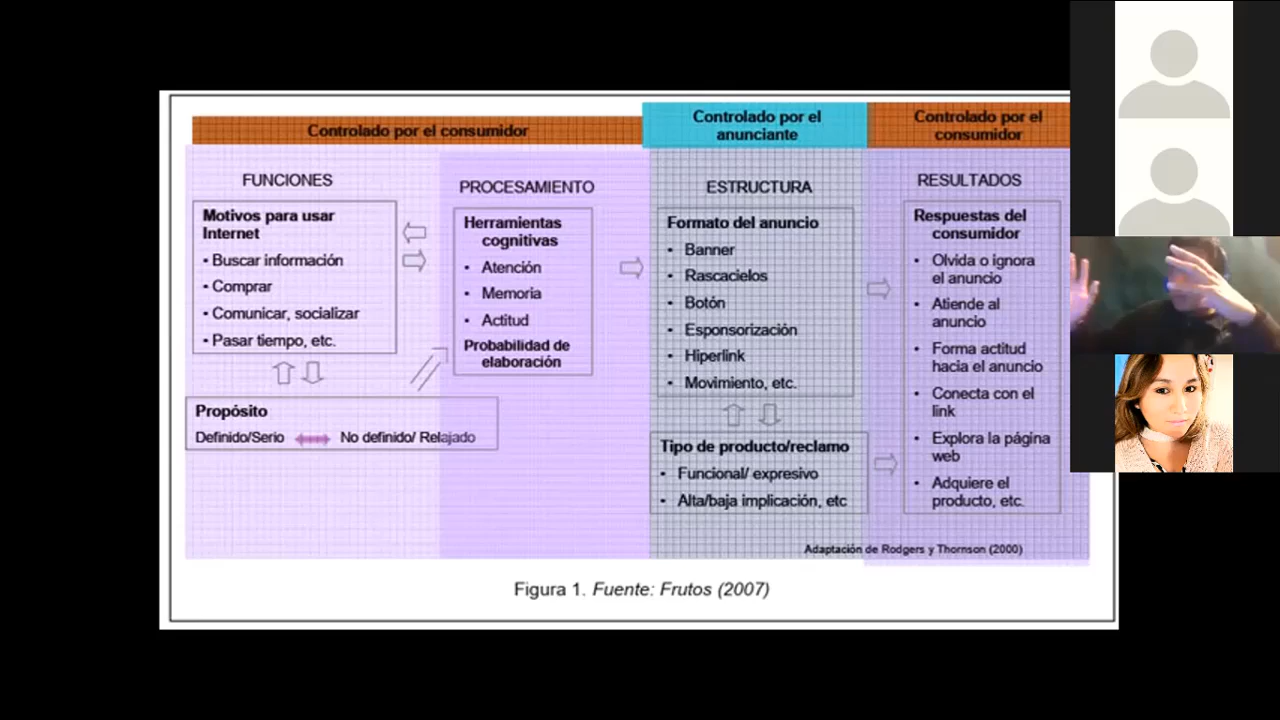 Controlado por el consumidor
Controlado por el
anunciante
Controlado por el
consumidor
FUNCIONES
Motivos para usar
Internet
• Buscar información
• Comprar
• Comunicar, socializar
• Pasar tiempo, etc.
Propósito
Definido/Serio No definido/ Relajado
PROCESAMIENTO
Herramientas
cognitivas
• Atención
• Memoria
• Actitud
Probabilidad de
elaboración
ESTRUCTURA
Formato del anuncio
• Banner
• Rascacielos
• Botón
• Esponsorización
• Hiperlink
• Movimiento, etc.
Tipo de producto/reclamo
• Funcional/ expresivo
• Alta/baja implicación, etc
RESULTADOS
Respuestas del
consumidor
• Olvida o ignora
el anuncio
• Atiende al
anuncio
• Forma actitud
hacia el anuncio
• Conecta con el
link
• Explora la página
web
• Adquiere el
producto, etc.
Adaptación de Rodgers y Thornson (2000)
Figura 1. Fuente: Frutos (2007)